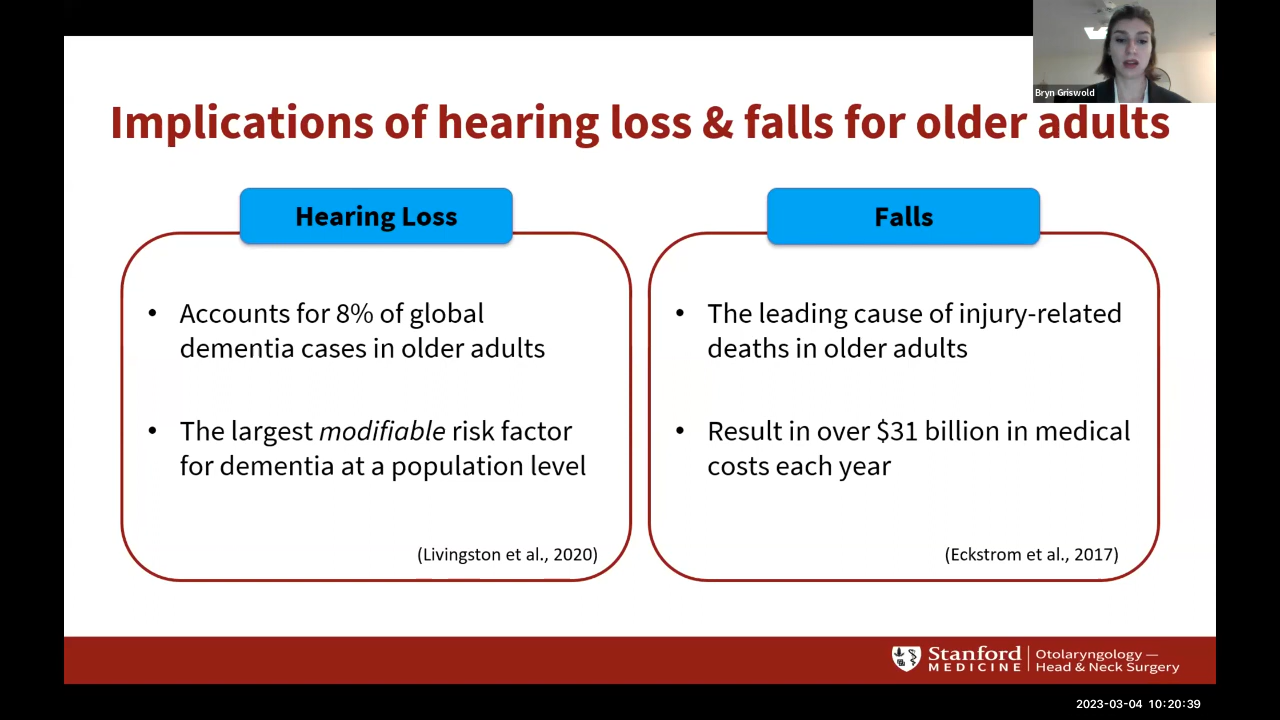 Bryn Griswold
Implications of hearing loss & falls for older adults
Hearing Loss
• Accounts for 8% of global
dementia cases in older adults
• The largest modifiable risk factor
for dementia at a population level
(Livingston et al., 2020)
Falls
• The leading cause of injury-related
deaths in older adults
• Result in over $31 billion in medical
costs each year
(Eckstrom et al., 2017)
Stanford
MEDICINE
Otolaryngology —
Head & Neck Surgery
2023-03-04 10:20:39